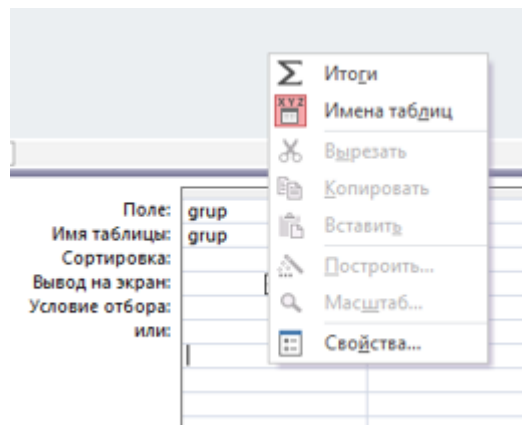 Итоги
XYZ
Имена таблиц
Вырезать
Копировать
Вставить
Построить...
Масштаб...
Свойства...
Поле: grup
Имя таблицы: grup
Сортировка:
Вывод на экран:
Условие отбора:
или: